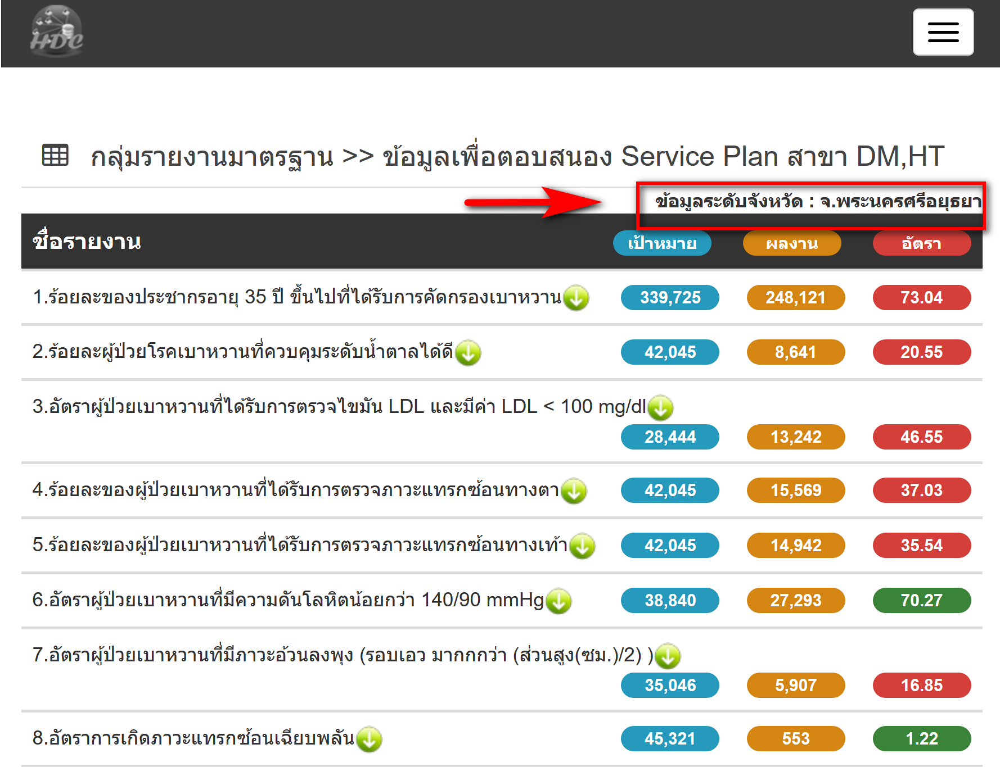 HDC
กลุ่มรายงานมาตรฐาน >> ข้อมูลเพื่อตอบสนอง Service Plan สาขา DM,HT
ข้อมูลระดับจังหวัด : จ.พระนครศรีอยุธยา
ชื่อรายงาน เป้าหมาย ผลงาน อัตรา
1.ร้อยละของประชากรอายุ 35 ปี ขึ้นไปที่ได้รับการคัดกรองเบาหวาน 339,725 248,121 73.04
2.ร้อยละผู้ป่วยโรคเบาหวานที่ควบคุมระดับน้ำตาลได้ดี 42,045 8,641 20.55
3.อัตราผู้ป่วยเบาหวานที่ได้รับการตรวจไขมัน LDL และมีค่า LDL < 100 mg/dl
28,444 13,242 46.55
4.ร้อยละของผู้ป่วยเบาหวานที่ได้รับการตรวจภาวะแทรกซ้อนทางตา 42,045 15,569 37.03
5.ร้อยละของผู้ป่วยเบาหวานที่ได้รับการตรวจภาวะแทรกซ้อนทางเท้า 42,045 14,942 35.54
6.อัตราผู้ป่วยเบาหวานที่มีความดันโลหิตน้อยกว่า 140/90 mmHg 38,840 27,293 70.27
7.อัตราผู้ป่วยเบาหวานที่มีภาวะอ้วนลงพุง (รอบเอว มากกกว่า (ส่วนสูง(ซม.)/2) )
35,046 5,907 16.85
8.อัตราการเกิดภาวะแทรกซ้อนเฉียบพลัน 45,321 553 1.22